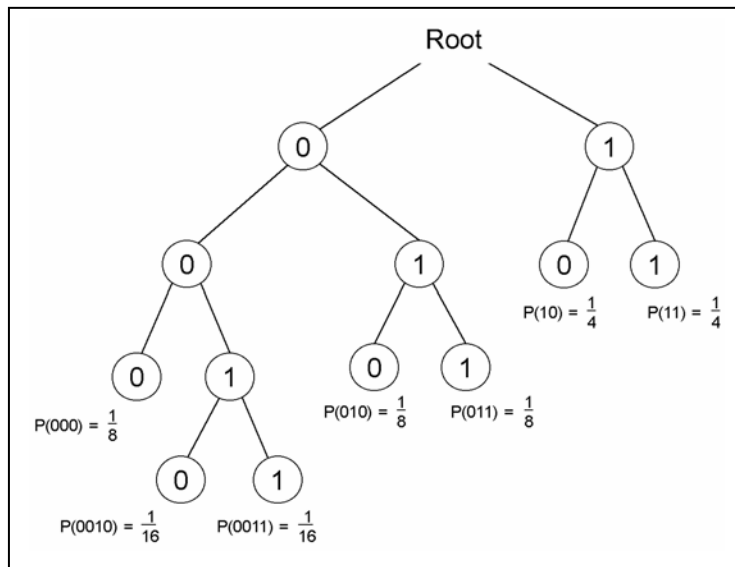 Root
0 1
0 1 0 1
P(10) = 1/4 P(11) = 1/4
0 1 0 1
P(000) = 1/8 P(010) = 1/8 P(011) = 1/8
0 1
P(0010) = 1/16 P(0011) = 1/16